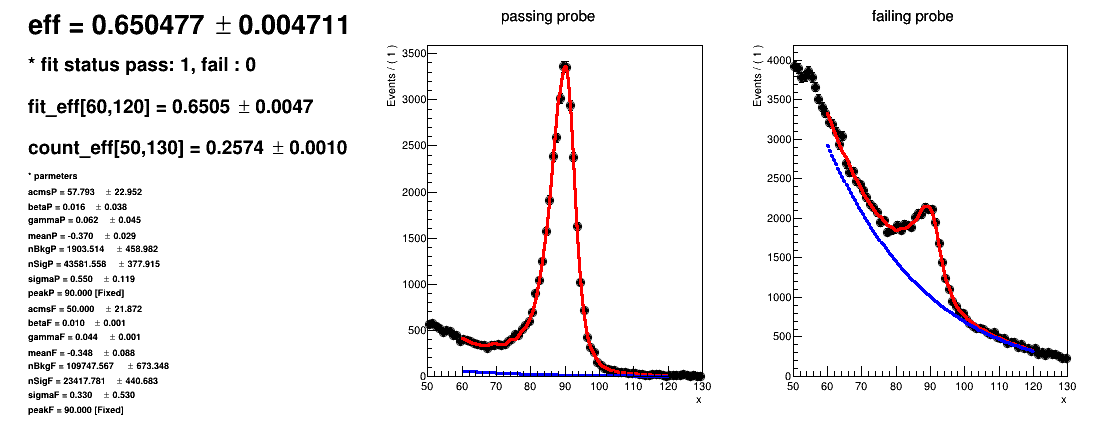 eff = 0.650477 ± 0.004711
* fit status pass: 1, fail : 0
fit_eff[60,120] = 0.6505 ± 0.0047
count_eff[50,130] = 0.2574 ± 0.0010
* parmeters
acmsP = 57.793 ± 22.952
betaP = 0.016 ± 0.038
gammaP = 0.062 ± 0.045
meanP = -0.370 ± 0.029
nBkgP = 1903.514 ± 458.982
nSigP = 43581.558 ± 377.915
sigmaP = 0.550 ± 0.119
peakP = 90.000 [Fixed]
acmsF = 50.000 ± 21.872
betaF = 0.010 ± 0.001
gammaF = 0.044 ± 0.001
meanF = -0.348 ± 0.088
nBkgF = 109747.567 ± 673.348
nSigF = 23417.781 ± 440.683
sigmaF = 0.330 ± 0.530
peakF = 90.000 [Fixed]
passing probe
Events / ( 1 )
3500
3000
2500
2000
1500
1000
500
0
50 60 70 80 90 100 110 120 130
x
failing probe
Events / ( 1 )
4000
3500
3000
2500
2000
1500
1000
500
0
50 60 70 80 90 100 110 120 130
x